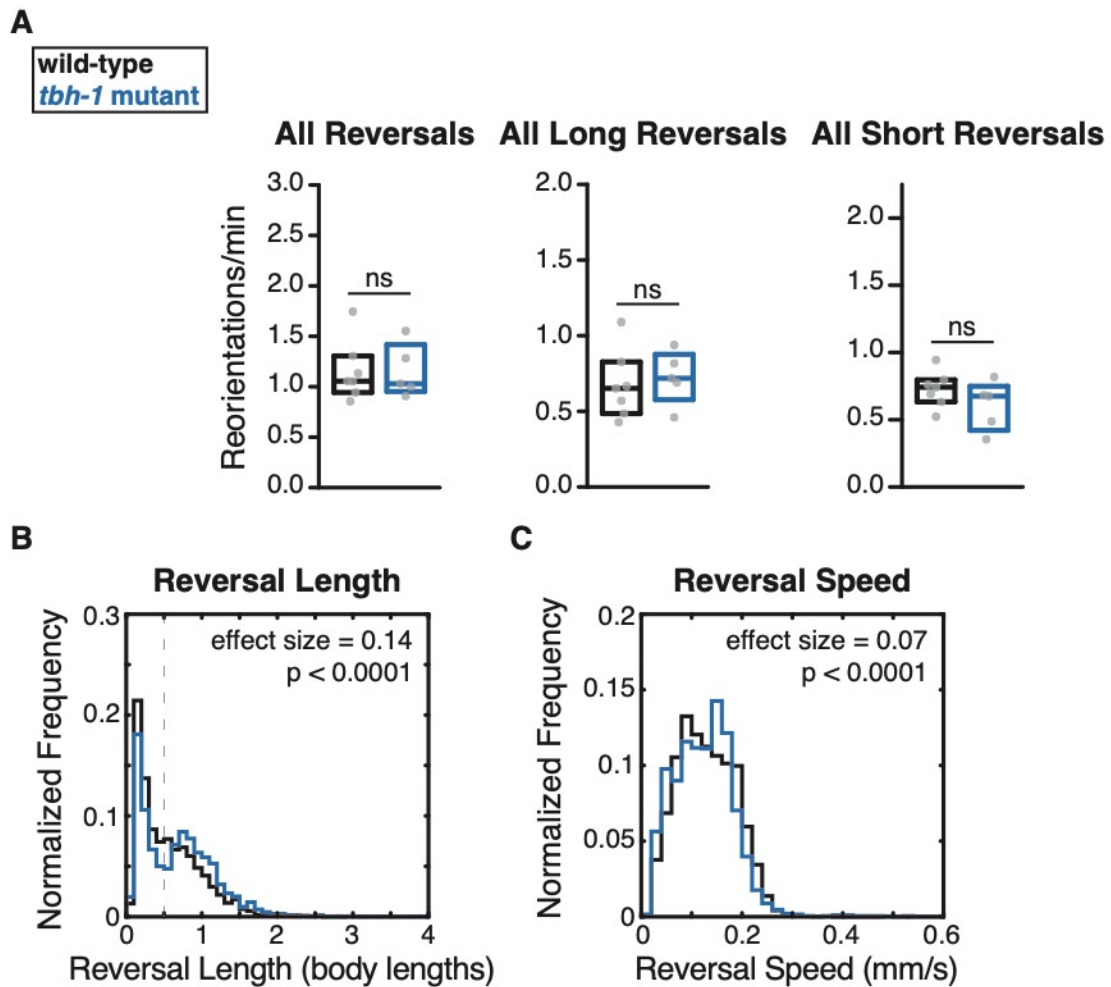 A
wild-type
tbh-1 mutant
All Reversals
All Long Reversals
All Short Reversals
Reorientations/min
3.0
2.5
2.0
1.5
1.0
0.5
0.0
ns
2.0
1.5
1.0
0.5
0.0
ns
2.0
1.5
1.0
0.5
0.0
ns
B
Reversal Length
Normalized Frequency
0.3
0.2
0.1
0
effect size = 0.14
p < 0.0001
0 1 2 3 4
Reversal Length (body lengths)
C
Reversal Speed
Normalized Frequency
0.2
0.15
0.1
0.05
0
effect size = 0.07
p < 0.0001
0 0.2 0.4 0.6
Reversal Speed (mm/s)